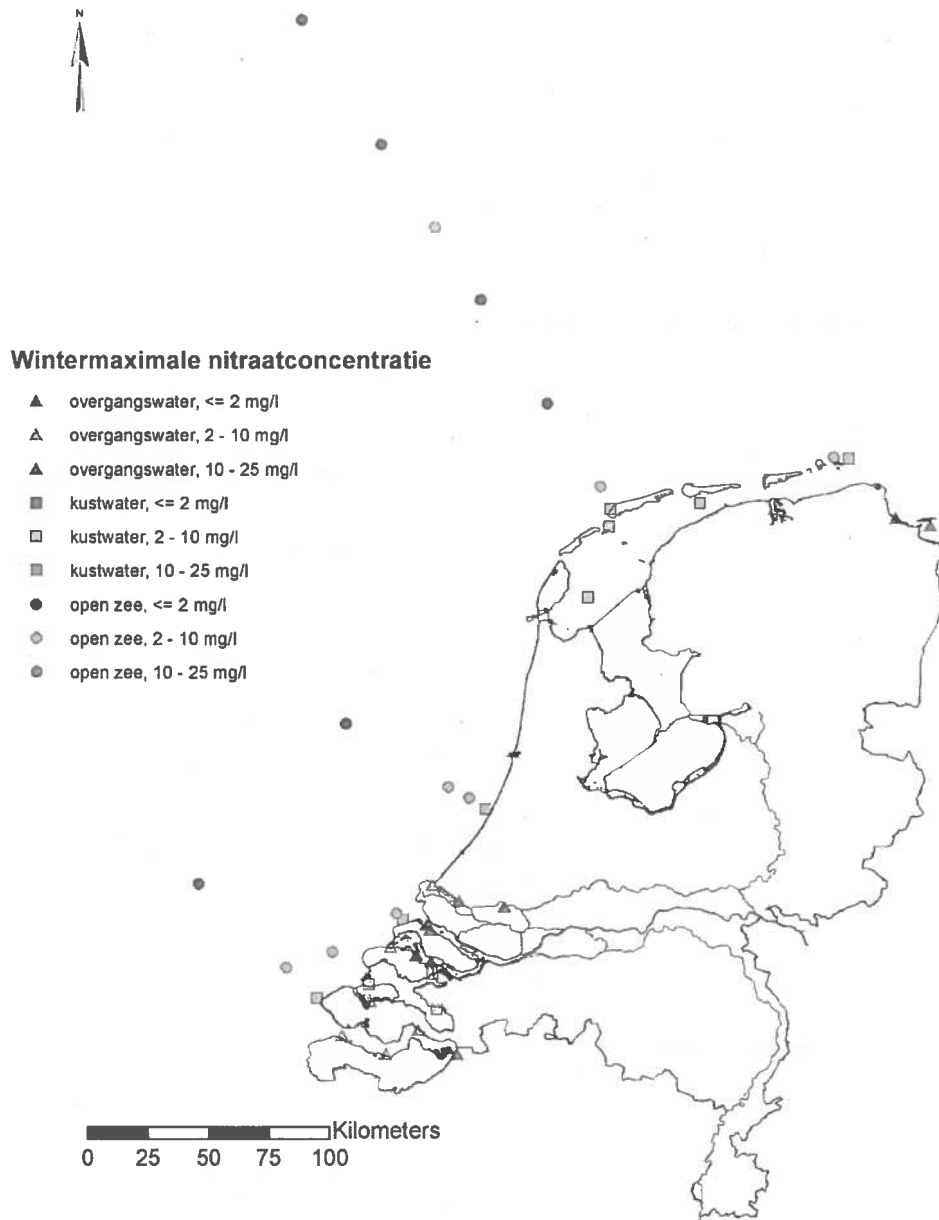 N
Wintermaximale nitraatconcentratie
overgangswater, <= 2 mg/l
overgangswater, 2 - 10 mg/l
overgangswater, 10 - 25 mg/l
kustwater, <= 2 mg/l
kustwater, 2 - 10 mg/l
kustwater, 10 - 25 mg/l
open zee, <= 2 mg/l
open zee, 2 - 10 mg/l
open zee, 10 - 25 mg/l
Kilometers
0 25 50 75 100